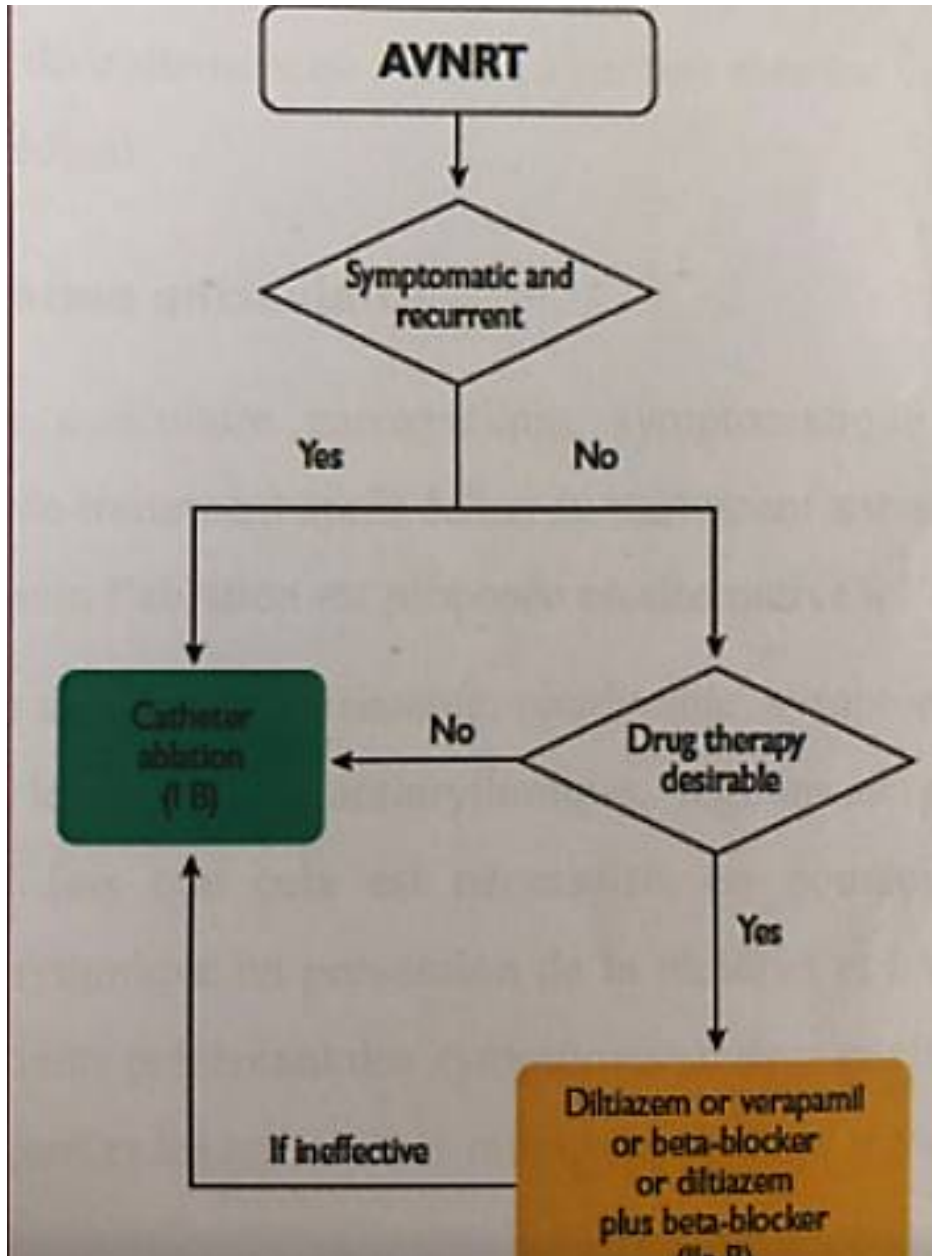 AVNRT
Symptomatic and
recurrent
Yes
No
Catheter
ablation
(I B)
No
Drug therapy
desirable
Yes
If ineffective
Diltiazem or verapamil
or beta-blocker
or diltiazem
plus beta-blocker